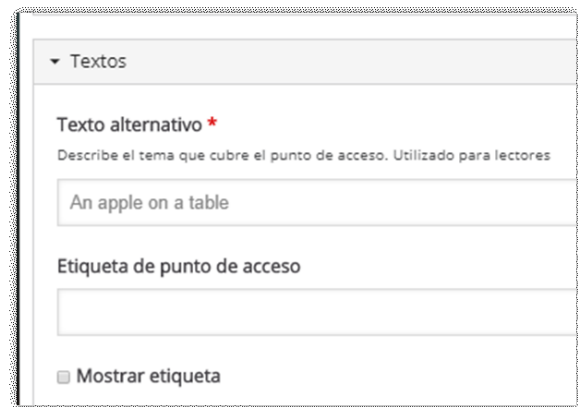 Textos
Texto alternativo *
Describe el tema que cubre el punto de acceso. Utilizado para lectores
An apple on a table
Etiqueta de punto de acceso
Mostrar etiqueta